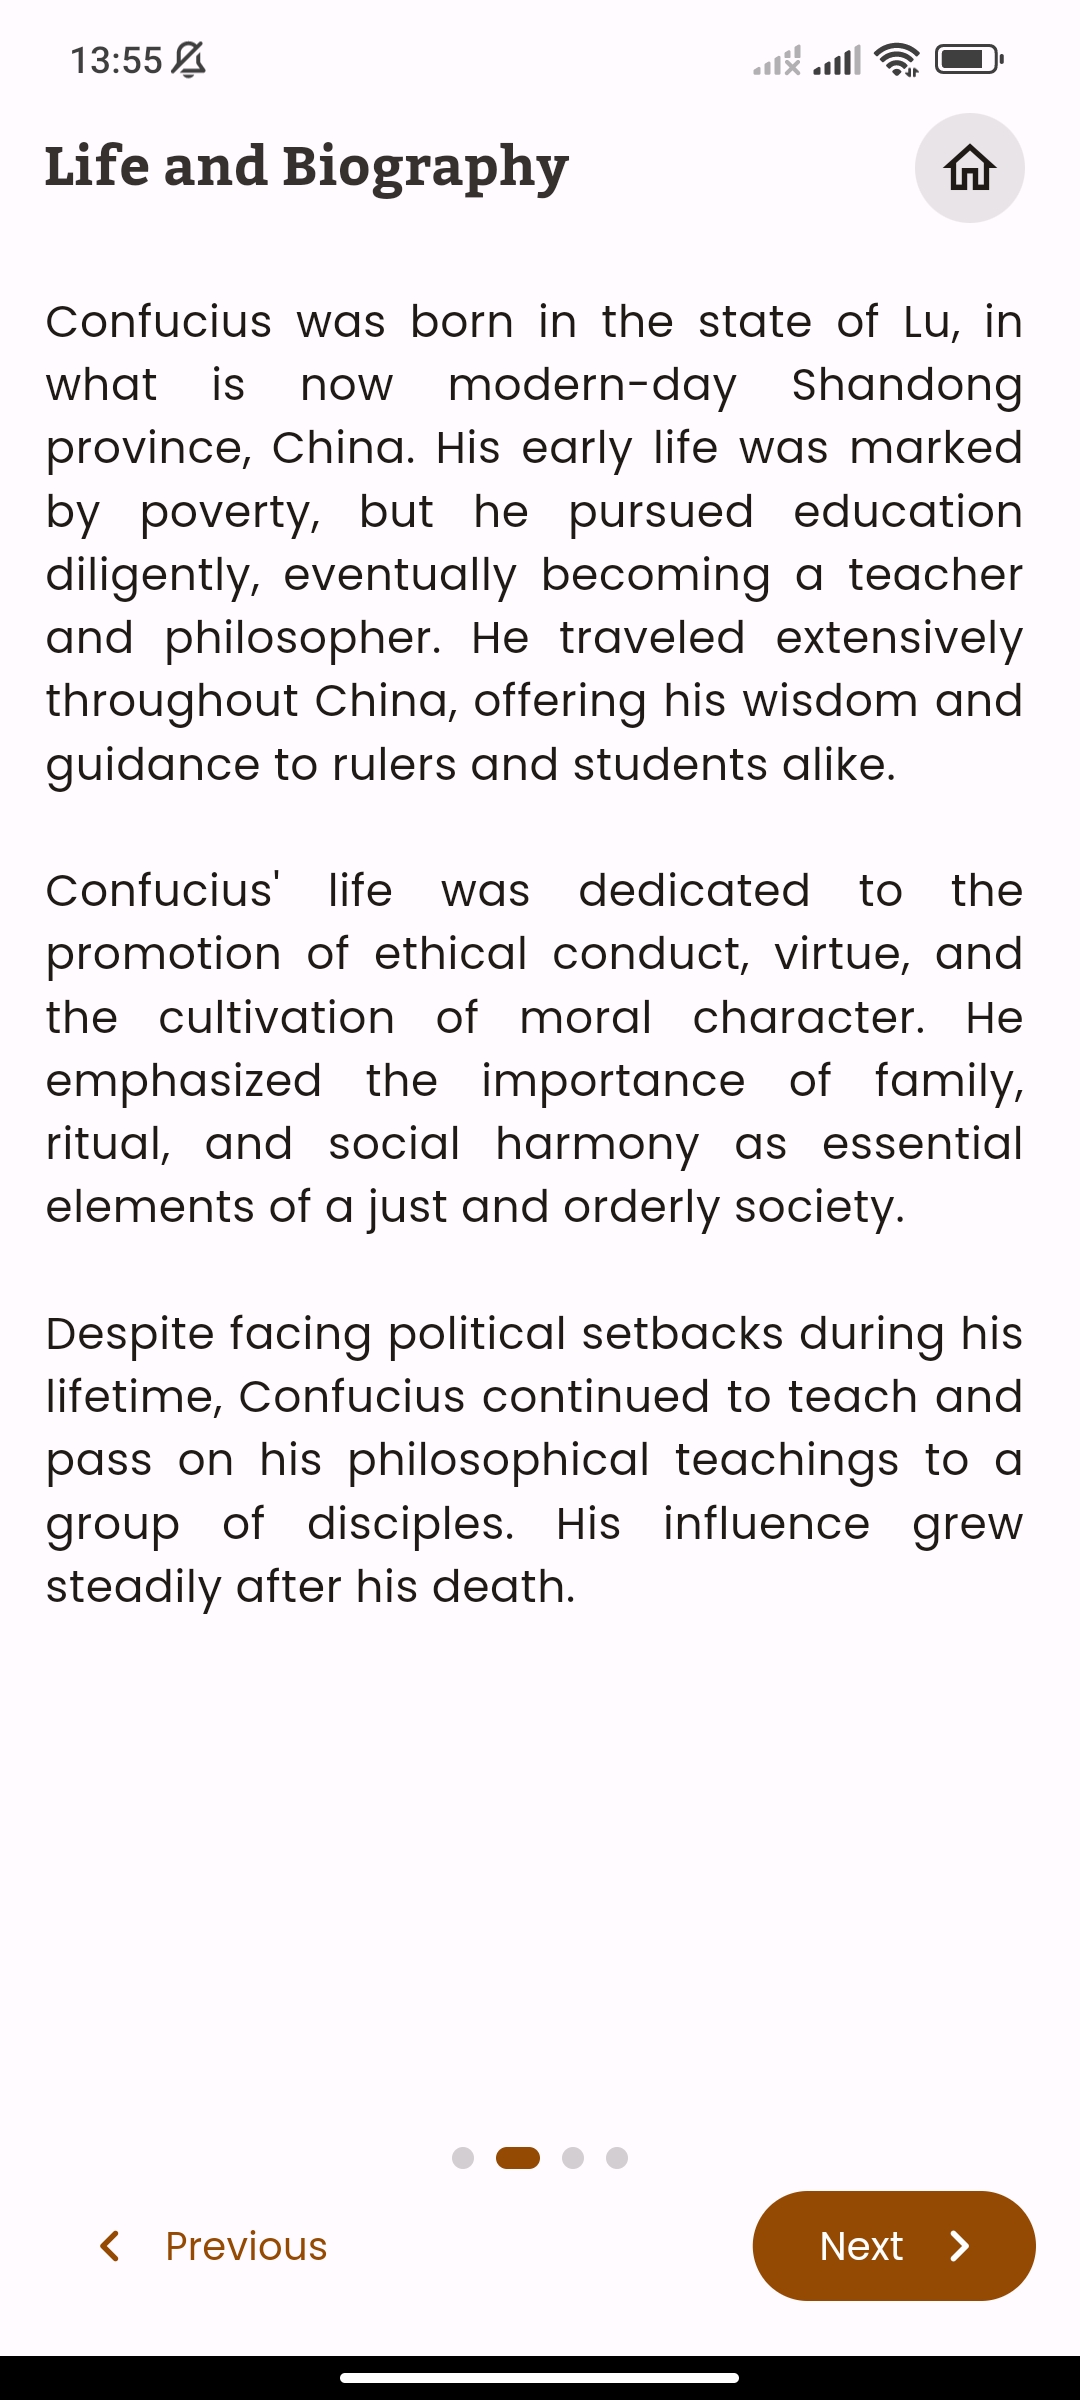 13:55
Life and Biography
Confucius was born in the state of Lu, in
what is now modern-day Shandong
province, China. His early life was marked
by poverty, but he pursued education
diligently, eventually becoming a teacher
and philosopher. He traveled extensively
throughout China, offering his wisdom and
guidance to rulers and students alike.
Confucius' life was dedicated to the
promotion of ethical conduct, virtue, and
the cultivation of moral character. He
emphasized the importance of family,
ritual, and social harmony as essential
elements of a just and orderly society.
Despite facing political setbacks during his
lifetime, Confucius continued to teach and
pass on his philosophical teachings to a
group of disciples. His influence grew
steadily after his death.
Previous
Next